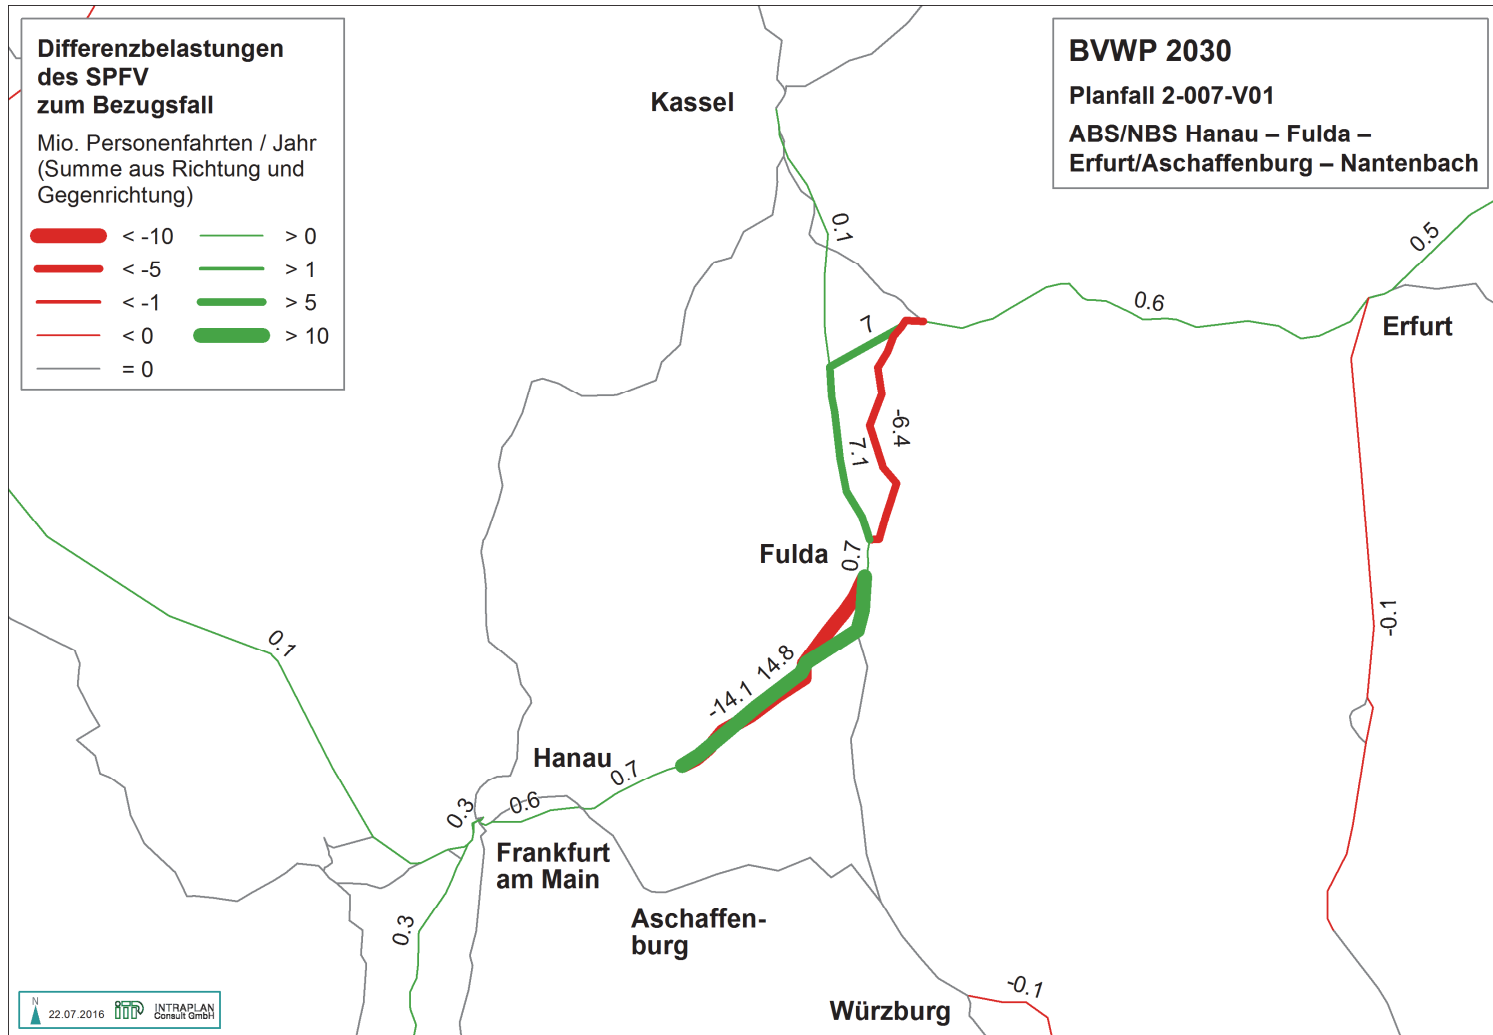 Differenzbelastungen
des SPFV
zum Bezugsfall
Mio. Personenfahrten / Jahr
(Summe aus Richtung und
Gegenrichtung)
< -10 > 0
< -5 > 1
< -1 > 5
< 0 > 10
= 0
BVWP 2030
Planfall 2-007-V01
ABS/NBS Hanau – Fulda –
Erfurt/Aschaffenburg – Nantenbach
Kassel
0.1
0.5
0.6
7
Erfurt
-6.4
7.1
Fulda
0.7
0.1
-0.1
14.8
-14.1
Hanau
0.7
0.6
0.3
Frankfurt
am Main
Aschaffen-
burg
0.3
-0.1
Würzburg
N
22.07.2016
ITP
INTRAPLAN
Consult GmbH